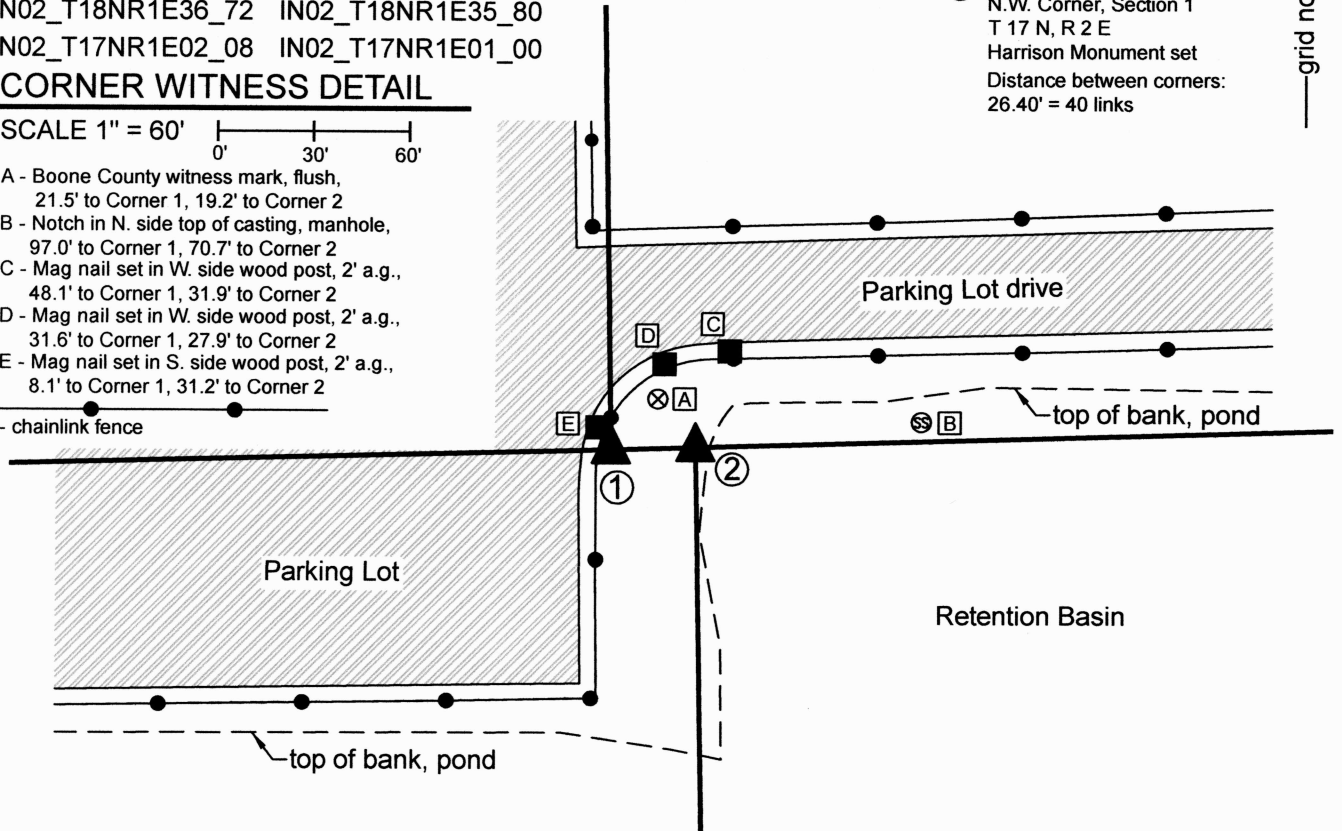 N02_T18NR1E36_72 IN02_T18NR1E35_80
N02_T17NR1E02_08 IN02_T17NR1E01_00
CORNER WITNESS DETAIL
SCALE 1" = 60'
0' 30' 60'
A - Boone County witness mark, flush,
21.5' to Corner 1, 19.2' to Corner 2
B - Notch in N. side top of casting, manhole,
97.0' to Corner 1, 70.7' to Corner 2
C - Mag nail set in W. side wood post, 2' a.g.,
48.1' to Corner 1, 31.9' to Corner 2
D - Mag nail set in W. side wood post, 2' a.g.,
31.6' to Corner 1, 27.9' to Corner 2
E - Mag nail set in S. side wood post, 2' a.g.,
8.1' to Corner 1, 31.2' to Corner 2
- chainlink fence
N.W. Corner, Section 1
T 17 N, R 2 E
Harrison Monument set
Distance between corners:
26.40' = 40 links
grid no
Parking Lot drive
C
D
A
E
SS B
top of bank, pond
1
2
Parking Lot
Retention Basin
top of bank, pond